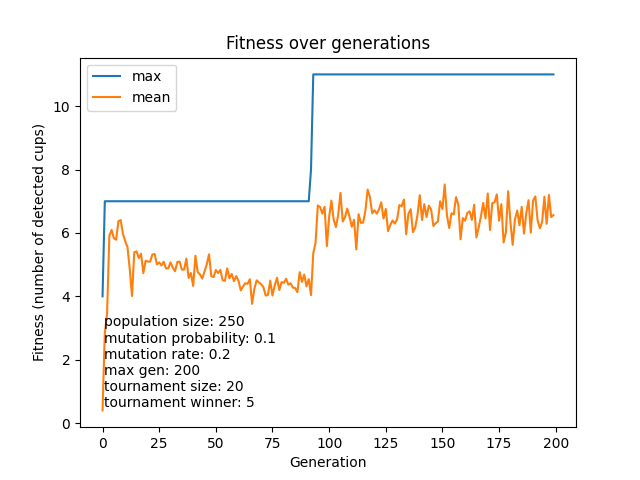 Fitness over generations
max
mean
10
8
6
4
2
0
Fitness (number of detected cups)
population size: 250
mutation probability: 0.1
mutation rate: 0.2
max gen: 200
tournament size: 20
tournament winner: 5
0 25 50 75 100 125 150 175 200
Generation